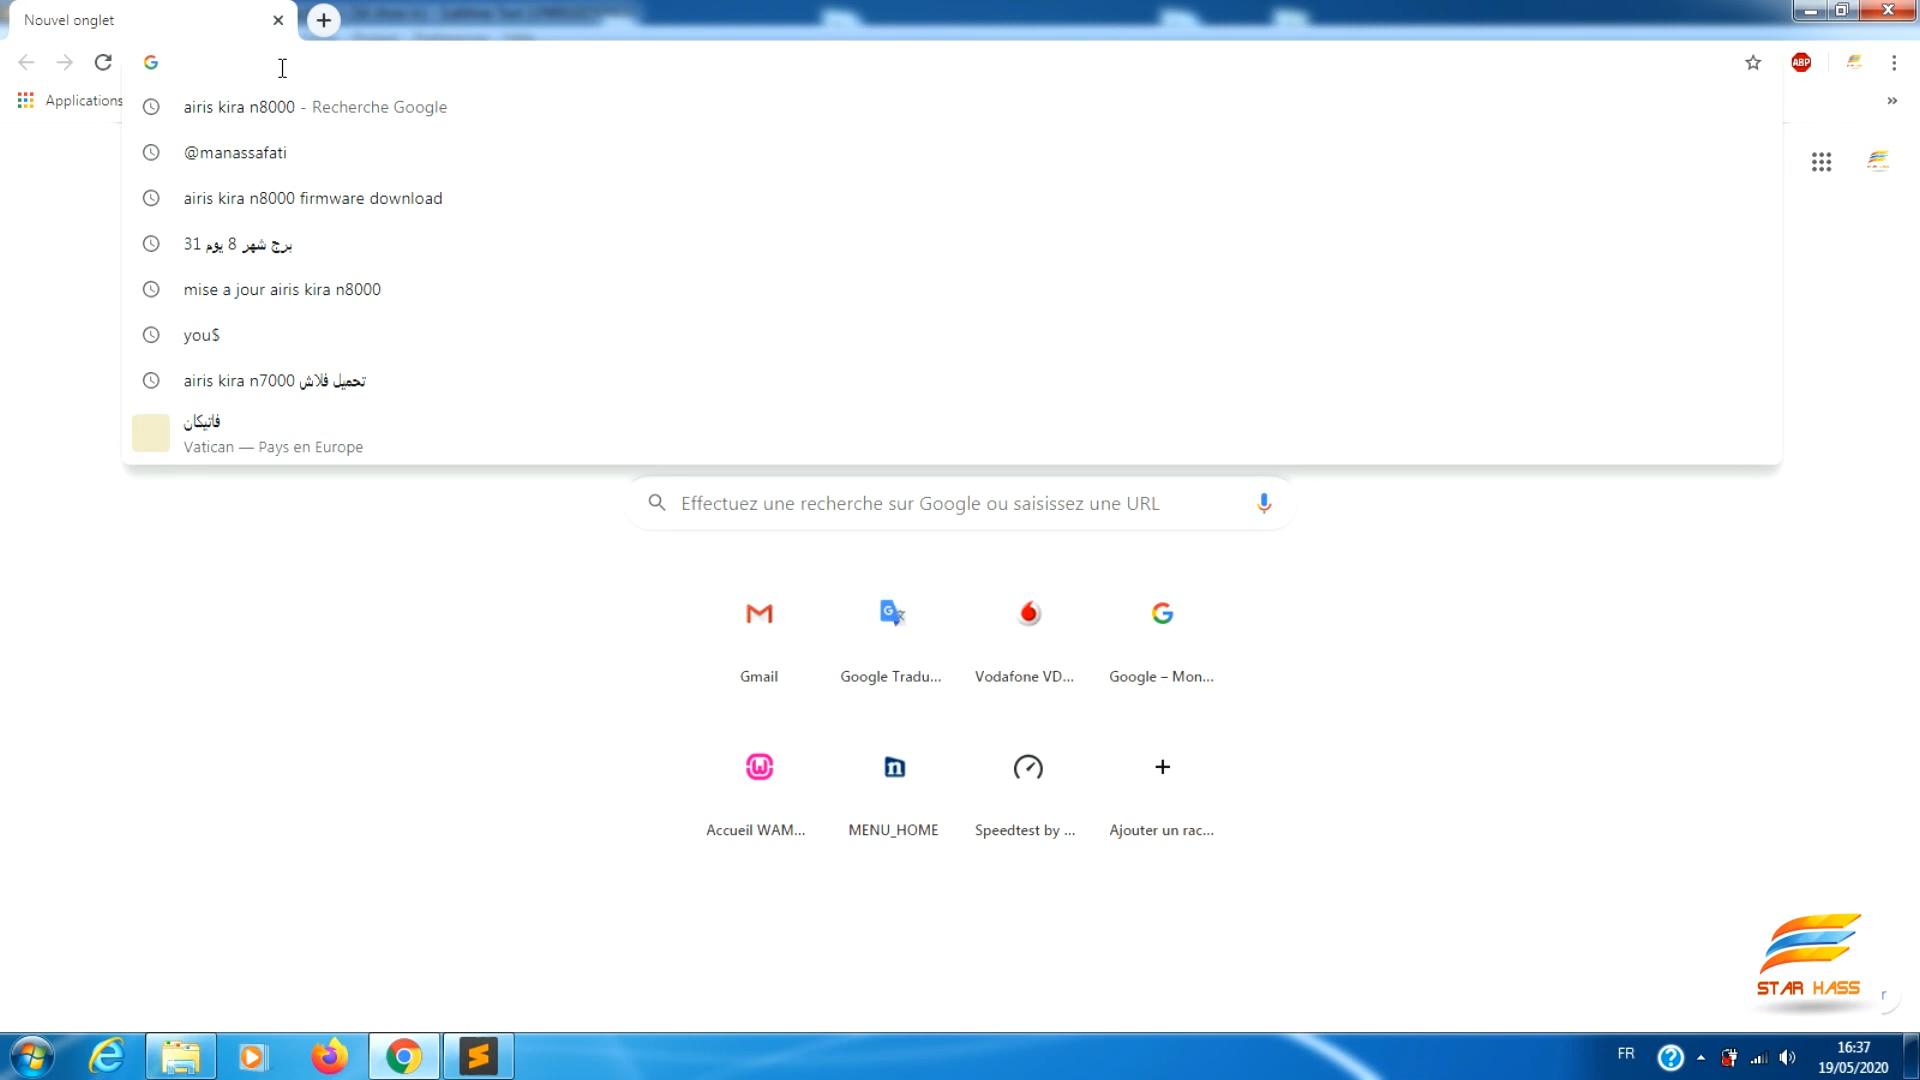 Nouvel onglet
Applications
airis kira n8000 - Recherche Google
@manassafati
airis kira n8000 firmware download
برج شهر 8 يوم 31
mise a jour airis kira n8000
you$
airis kira n7000 تحميل فلاش
فاتيكان
Vatican — Pays en Europe
ABP
»
Effectuez une recherche sur Google ou saisissez une URL
Gmail
Google Tradu...
Vodafone VD...
Google – Mon...
Accueil WAM...
MENU_HOME
Speedtest by ...
Ajouter un rac...
STAR HASS
r
FR
16:37
19/05/2020